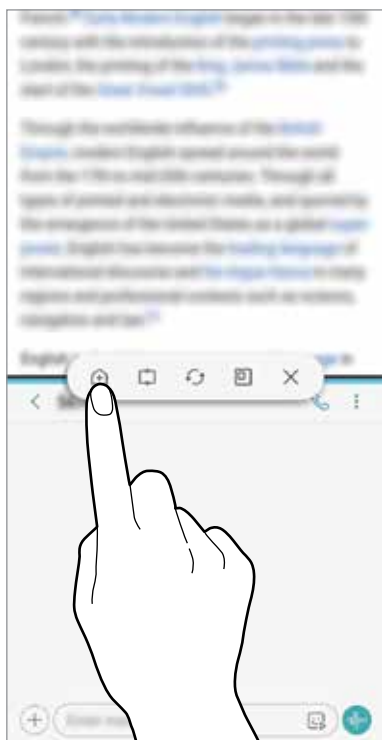 French. Early Modern English began in the late 15th
century with the introduction of the printing press to
London, the printing of the King James Bible and the
start of the Great Vowel Shift.
Through the worldwide influence of the British
Empire, modern English spread around the world
from the 17th to mid-20th centuries. Through all
types of printed and electronic media, and spurred by
the emergence of the United States as a global super
power, English has become the leading language of
international discourse and the lingua franca in many
regions and professional contexts such as science,
navigation and law.
English in
Enter